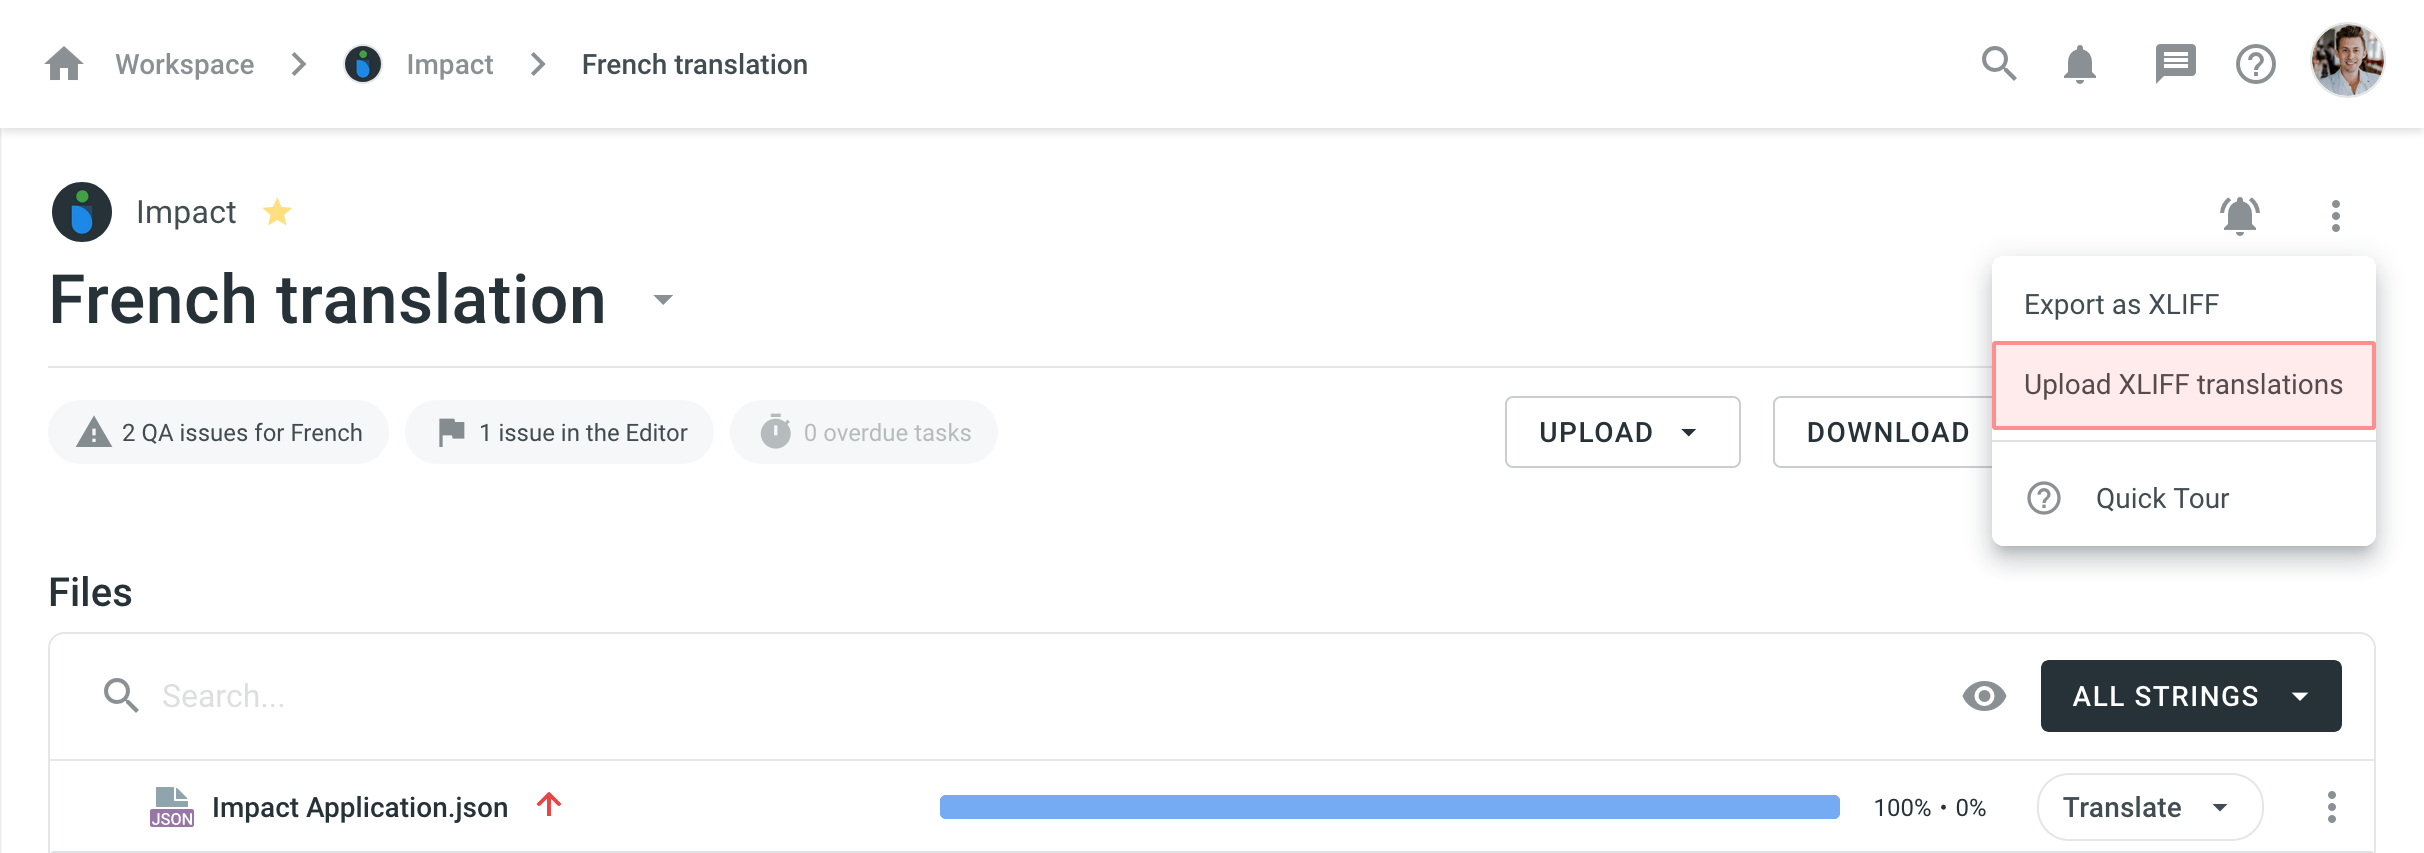 Workspace
Impact
French translation
Impact
French translation
Export as XLIFF
Upload XLIFF translations
Quick Tour
2 QA issues for French
1 issue in the Editor
0 overdue tasks
UPLOAD
DOWNLOAD
Files
Search...
ALL STRINGS
JSON
Impact Application.json
100% • 0%
Translate